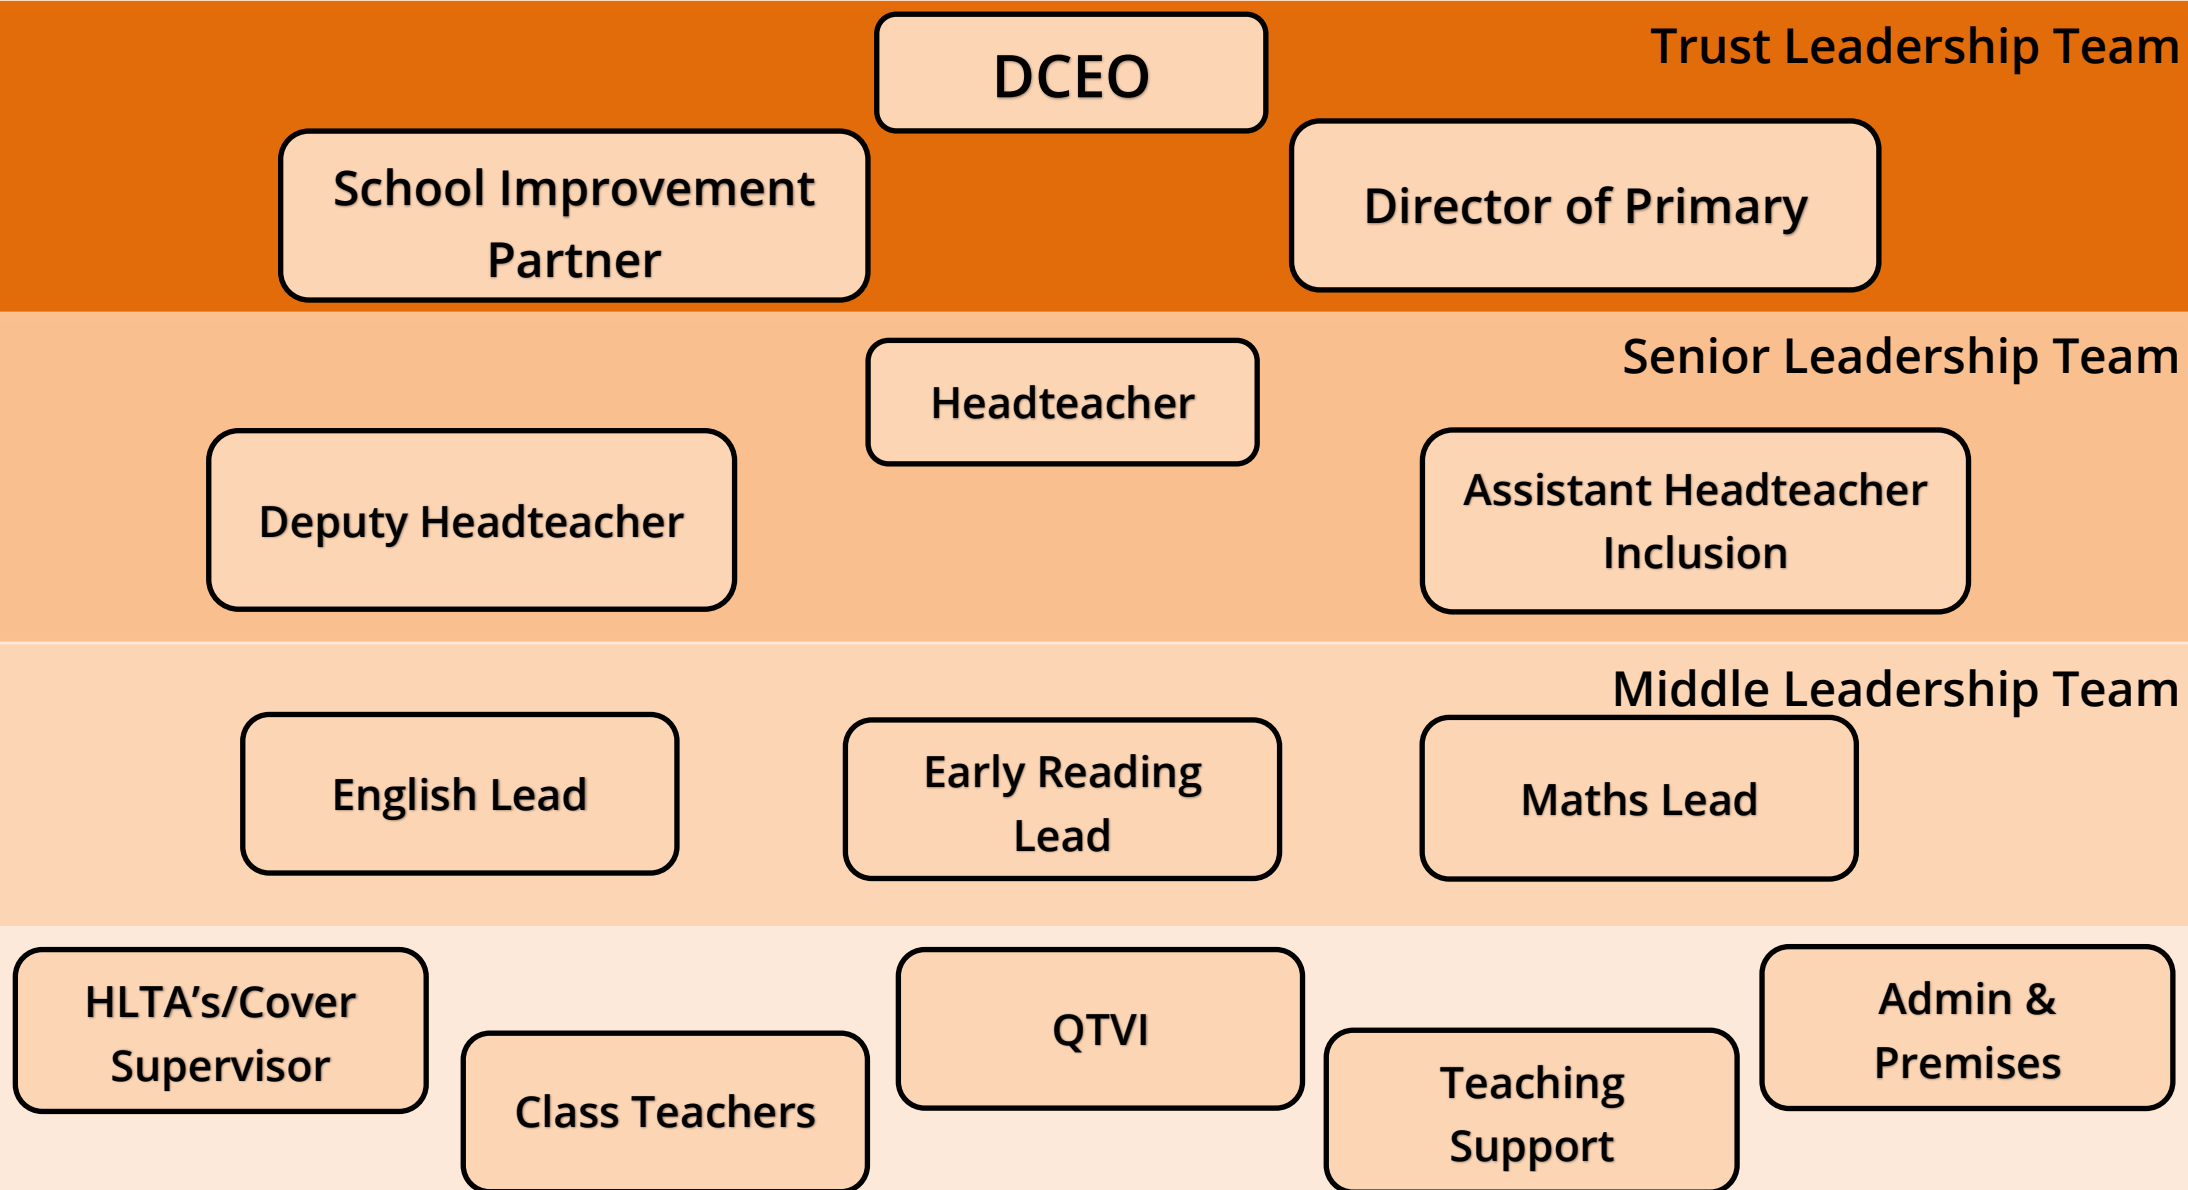 Trust Leadership Team
DCEO
School Improvement
Partner
Director of Primary
Senior Leadership Team
Headteacher
Deputy Headteacher
Assistant Headteacher
Inclusion
Middle Leadership Team
English Lead
Early Reading
Lead
Maths Lead
HLTA’s/Cover
Supervisor
Class Teachers
QTVI
Teaching
Support
Admin &
Premises